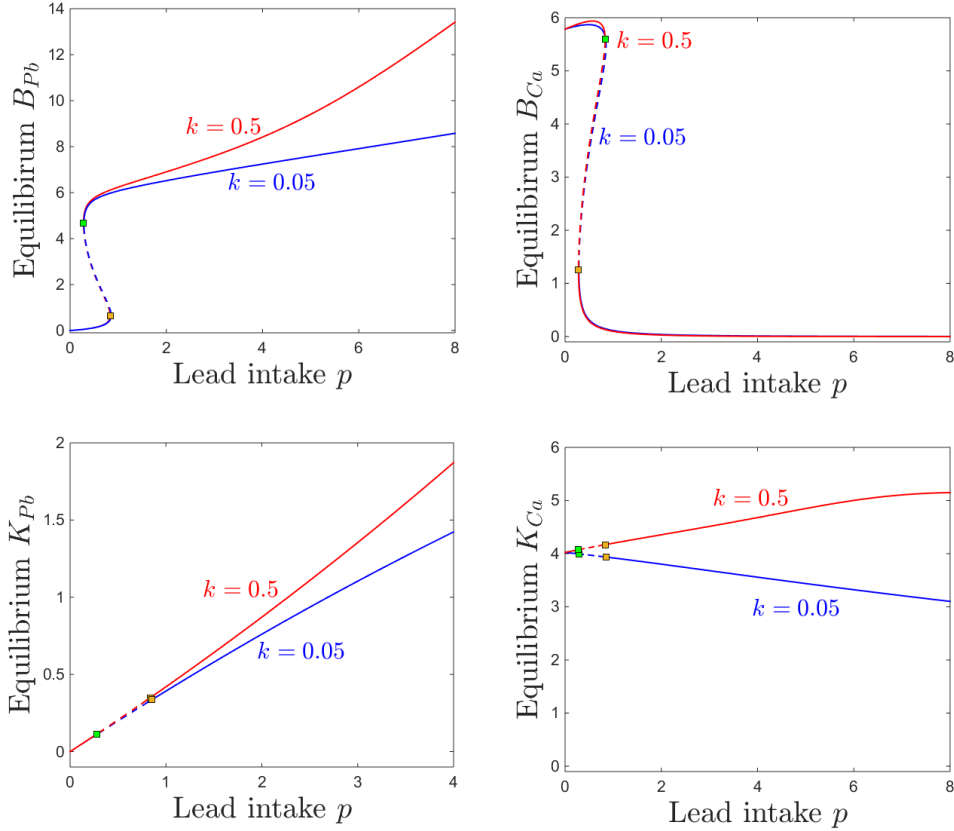 14
12
10
8
6
4
2
0
0 2 4 6 8
Equilibirum B_{Pb}
k = 0.5
k = 0.05
Lead intake p
6
5
4
3
2
1
0
0 2 4 6 8
Equilibirum B_{Ca}
k = 0.5
k = 0.05
Lead intake p
2
1.5
1
0.5
0
0 1 2 3 4
Equilibrium K_{Pb}
k = 0.5
k = 0.05
Lead intake p
6
5
4
3
2
1
0
0 2 4 6 8
Equilibrium K_{Ca}
k = 0.5
k = 0.05
Lead intake p